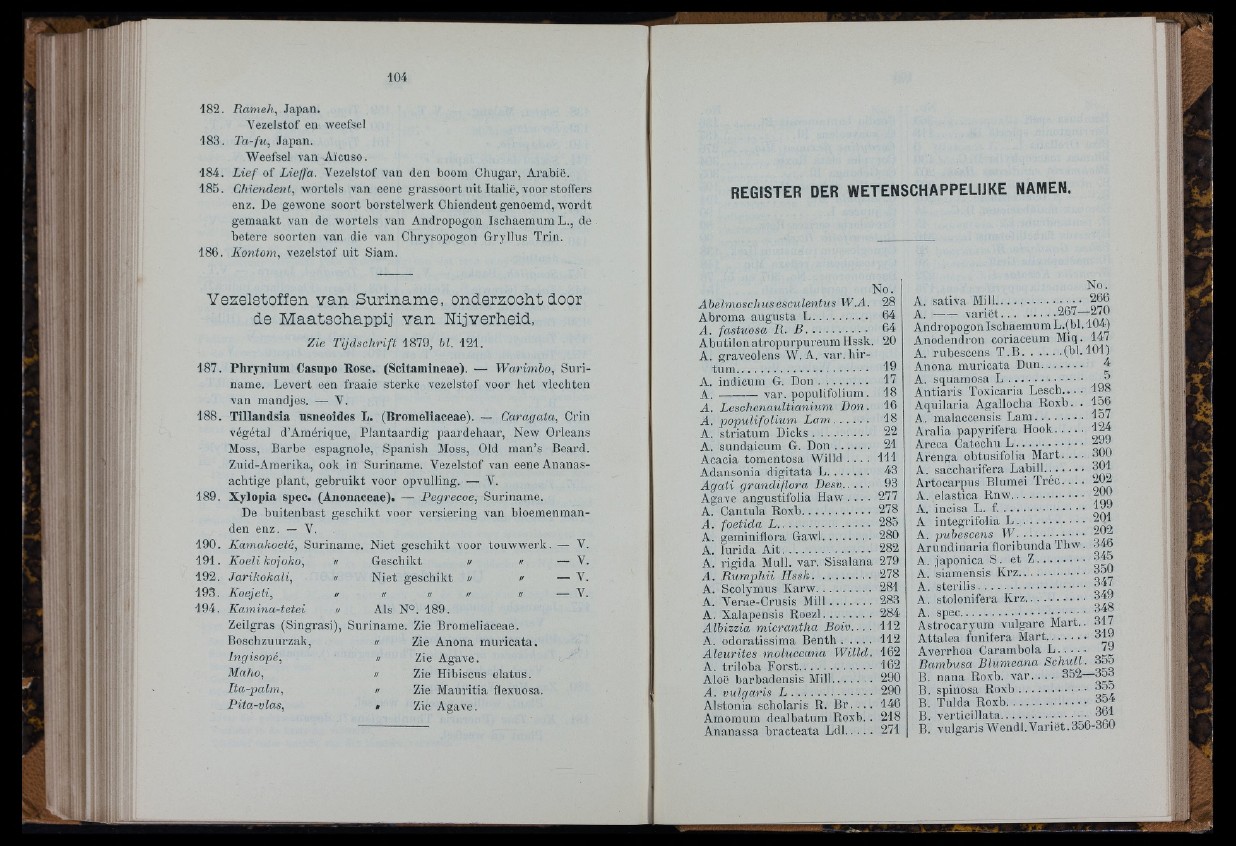 104
182. Rameh, Japan.
Vezelstof en weefsel
183. Ta-fu, Japan.
Weefsel van Aïcuso.
184. Lief of Lieffa. Vezelstof van den boom Chugar, Arabië.
185. Chiendent, wortels van eene grassoort uit Italië, voor stoffers
enz. De gewone soort borstelwerk Chiendent genoemd, wordt
gemaakt van de wortels van Andropogon Ischaemum L., de
betere soorten van die van Chrysopogon Gryllus Trin.
186. Kontom, vezelstof uit Siam.
Vezelstoffen van Suriname, onderzocht door
de Maatschappij van Nijverheid,
Zie Tijdschrift 1879, bl. 121.
187. Phrynium Casupo Rosc. (Scitamineae). — Warimbo, Suri-
name. Levert een fraaie sterke vezelstof voor het vlechten
van mandjes. — V.
188. Tillandsia usneoides L. (Bromeliaceae). — Caragata, Crin
végétal d'Amérique, Plantaardig paardehaar, New Orleans
Moss, Barbe espagnole, Spanish Moss, Old man's Beard.
Zuid-Amerika, ook in Suriname. Vezelstof van eene Ananas-
achtige plant, gebruikt voor opvulling. — V.
189. Xylopia spec. (Anonaceae). — Pegrecoe, Suriname.
De buitenbast geschikt voor versiering van bloemenman-
den enz. — V.
190. Kamahoeté, Suriname. Niet geschikt voor touwwerk. — V.
191. Koeli kojoko, " Geschikt " " — V.
192. Jarikokali, " Niet geschikt " " — V.
193. Koejeti, " " " " " — V.
194. Kamina-tetei " Als N°. 189.
Zeilgras (Singrasi), Suriname. Zie Bromeliaceae.
Boschzuurzak, " Zie Anona muricata.
Ingisopé, " Zie Agave.
Maho, " Zie Hibiscus elatus.
Ita-palm, " Zie Mauritia flexuosa.
Pita-vlas, " Zie Agave.
REGISTER DER WETENSCHAPPELIJKE NAMEN.
No.
Abelmoschus esculentus W.A. 28
Abroma augusta L......... 64
A. fastuosa R. B.......... 64
Abutilon atropurpureum Hssk. 20
A. graveolens W. A. var. hir-
tum.................. 19
A. indicum G. Don........ 17
A. —— var. populifolium. 18
A. Leschenaultianium Don. 16
A. populifolium Lam...... 18
A. striatum Dicks......... 22
A. sundaicum G. Don...... 21
Acacia tomentosa Willd.... 111
Adansonia digitata L....... 43
Agati grandiflora Desv..... 93
Agave angustifolia Haw.... 277
A. Cantula Roxb........... 278
A. foetida L............... 285
A. geminiflora Gawl........ 280
A. lurida Ait.............. 282
A. rigida Mull. var. Sisalana 279
A. Rumphii Hssk......... 278
A. Scolymus Karw......... 281
A. Verae-Crusis Mill....... 283
A. Xalapensis Roezl........ 284
Albizzia micrantha Boiv.... 112
A. odoratissima Benth...... 112
Aleurites moluccana Willd. 162
A. triloba Forst............ 162
Aloë barbadensis Mill...... 290
A. vulgaris L............. 290
Alstonia scholaris R. Br.... 146
Amomum dealbatum Roxb.. 218
Ananassa bracteata Ldl..... 271
No.
A. sativa Mill.............. 266
A. —— variët........ 267—270
Andropogon Ischaemum L.(bl. 104)
Anodendron coriaceum Miq. 147
A. rubescens T.B......(bl. 101)
Anona muricata Dun....... 4
A. squamosa L............ 5
Antiaris Toxicaria Lesch.... 198
Aquilaria Agallocha Roxb.. 156
A. malaccensis Lam........ 157
Aralia papyrifera Hook..... 124
Areca Catechu L........... 299
Arenga obtusifolia Mart.... 300
A. saccharifera Labill....... 301
Artocarpus Blumei Tréc.... 202
A. elastica Rnw............ 200
A. incisa L. f............. 199
A integrifolia L............ 201
A. pubescens W........... 202
Arundinaria floribunda Thw. 346
A. japonica S. et Z........ 345
A. siamensis Krz.......... 350
A. sterilis................ 347
A. stolonifera Krz......... 349
A. spec................... 348
Astrocaryum vulgare Mart.. 317
Attalea funifera Mart....... 319
Averrhoa Carambola L..... 79
Bambusa Blumeana Schult. 355
B. nana Roxb. var.... 352—353
B. spinosa Roxb........... 355
B. Tulda Roxb............ 354
B. verticillata............. 361
B. vulgaris Wendl. Variët. 356-360